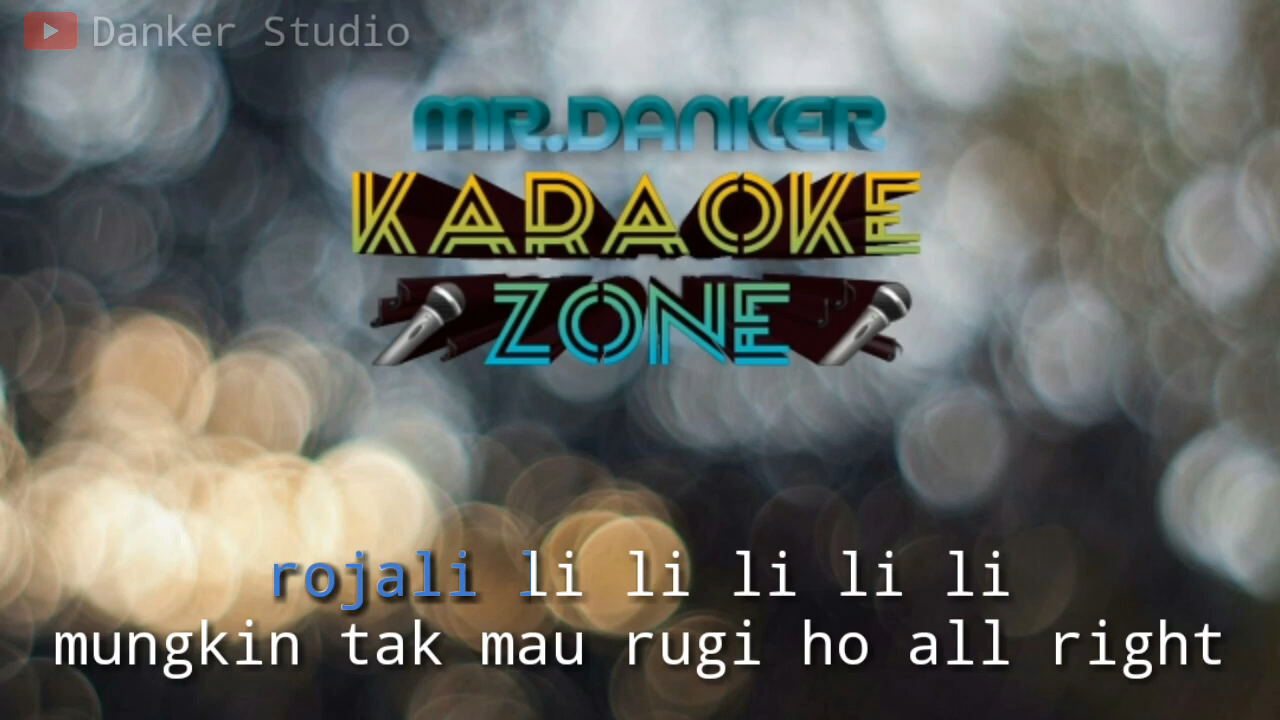 Danker Studio
MR.DANKER
KARAOKE
ZONE
rojali li li li li li
mungkin tak mau rugi ho all right